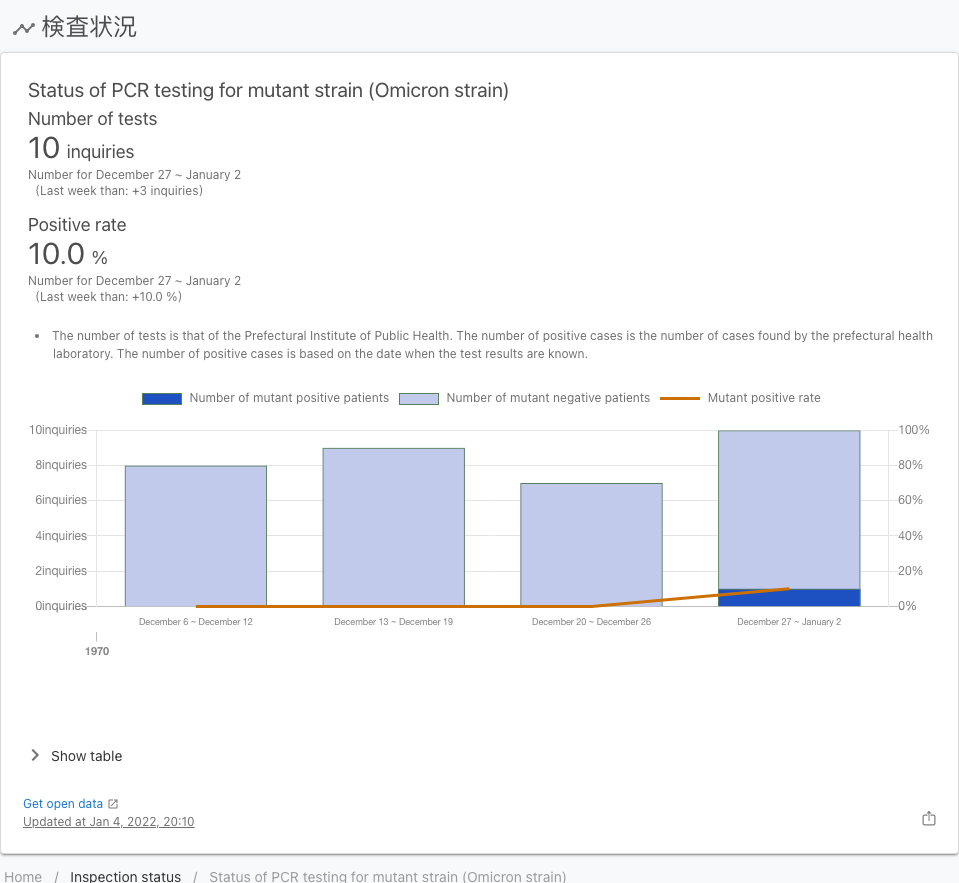 検査状況
Status of PCR testing for mutant strain (Omicron strain)
Number of tests
10 inquiries
Number for December 27 ~ January 2
(Last week than: +3 inquiries)
Positive rate
10.0 %
Number for December 27 ~ January 2
(Last week than: +10.0 %)
• The number of tests is that of the Prefectural Institute of Public Health. The number of positive cases is the number of cases found by the prefectural health
laboratory. The number of positive cases is based on the date when the test results are known.
Number of mutant positive patients Number of mutant negative patients Mutant positive rate
10inquiries 100%
8inquiries 80%
6inquiries 60%
4inquiries 40%
2inquiries 20%
0inquiries 0%
December 6 ~ December 12 December 13 ~ December 19 December 20 ~ December 26 December 27 ~ January 2
1970
Show table
Get open data
Updated at Jan 4, 2022, 20:10
Home / Inspection status / Status of PCR testing for mutant strain (Omicron strain)